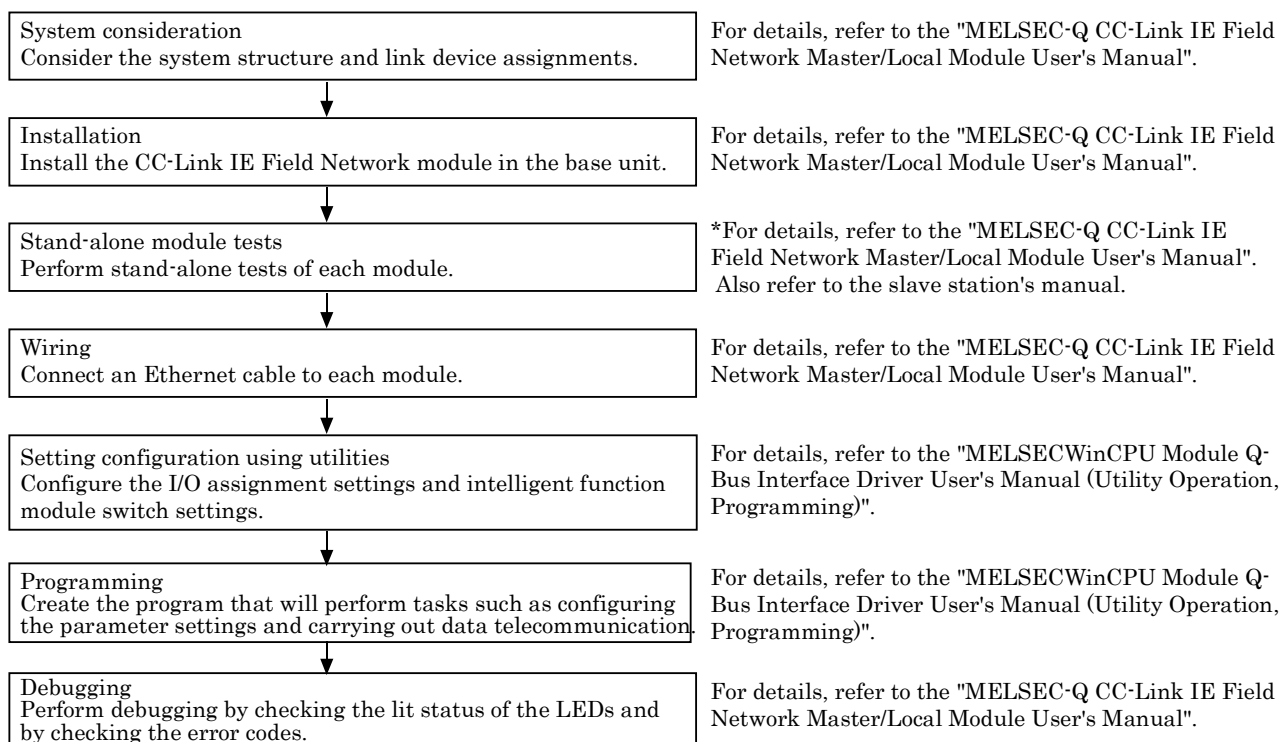 System consideration
Consider the system structure and link device assignments.
For details, refer to the "MELSEC-Q CC-Link IE Field
Network Master/Local Module User's Manual".
Installation
Install the CC-Link IE Field Network module in the base unit.
For details, refer to the "MELSEC-Q CC-Link IE Field
Network Master/Local Module User's Manual".
Stand-alone module tests
Perform stand-alone tests of each module.
*For details, refer to the "MELSEC-Q CC-Link IE
Field Network Master/Local Module User's Manual".
Also refer to the slave station's manual.
Wiring
Connect an Ethernet cable to each module.
For details, refer to the "MELSEC-Q CC-Link IE Field
Network Master/Local Module User's Manual".
Setting configuration using utilities
Configure the I/O assignment settings and intelligent function
module switch settings.
For details, refer to the "MELSECWinCPU Module Q-
Bus Interface Driver User's Manual (Utility Operation,
Programming)".
Programming
Create the program that will perform tasks such as configuring
the parameter settings and carrying out data telecommunication.
For details, refer to the "MELSECWinCPU Module Q-
Bus Interface Driver User's Manual (Utility Operation,
Programming)".
Debugging
Perform debugging by checking the lit status of the LEDs and
by checking the error codes.
For details, refer to the "MELSEC-Q CC-Link IE Field
Network Master/Local Module User's Manual".